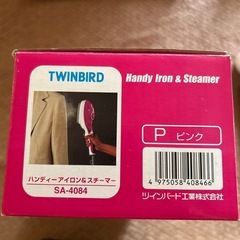 TWINBIRD
Handy Iron & Steamer
P ピンク
ハンディーアイロン&スチーマー
SA-4084
4 975058 408466
ツインバード工業株式会社